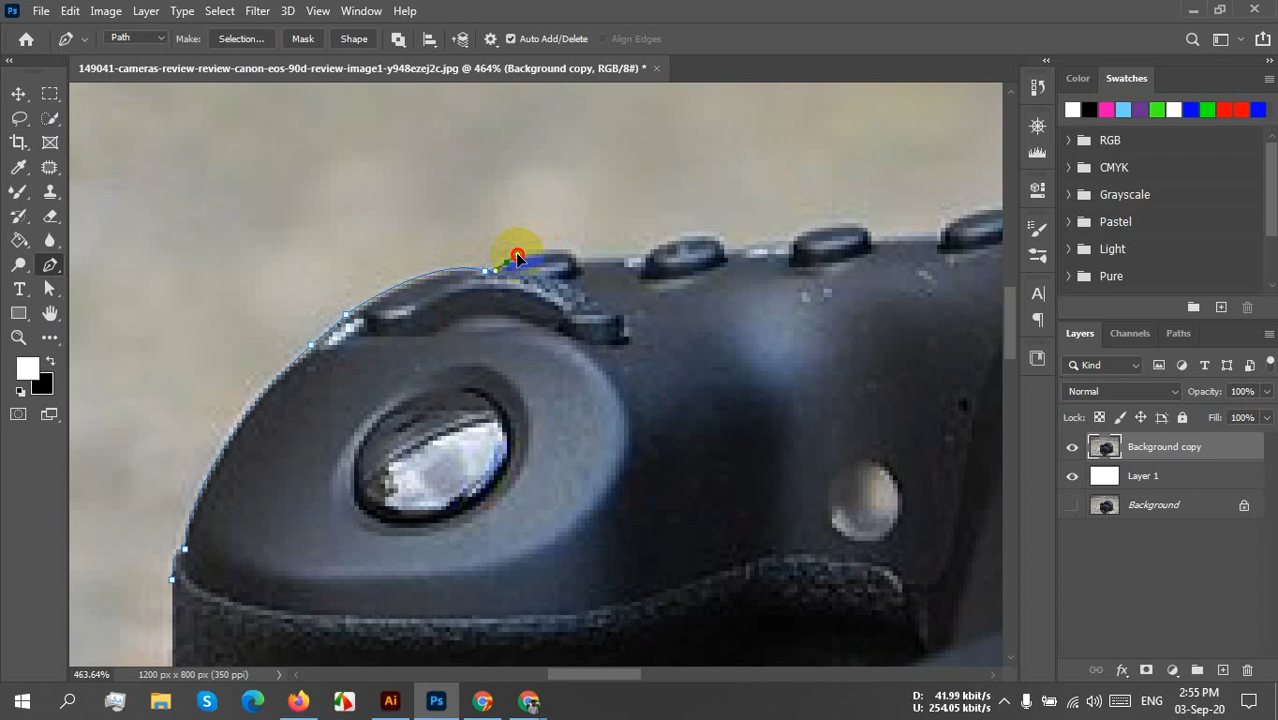 Ps File Edit Image Layer Type Select Filter 3D View Window Help
Path Make: Selection... Mask Shape Auto Add/Delete Align Edges
149041-cameras-review-review-canon-eos-90d-review-image1-y948ezej2c.jpg @ 464% (Background copy, RGB/8#) *
Color Swatches
RGB
CMYK
Grayscale
Pastel
Light
Pure
Layers Channels Paths
Kind
Normal Opacity: 100%
Lock: Fill: 100%
Background copy
Layer 1
Background
463.64% 1200 px x 800 px (350 ppi)
Ai Ps D: 41.99 kbit/s ENG 2:55 PM
U: 254.05 kbit/s 03-Sep-20